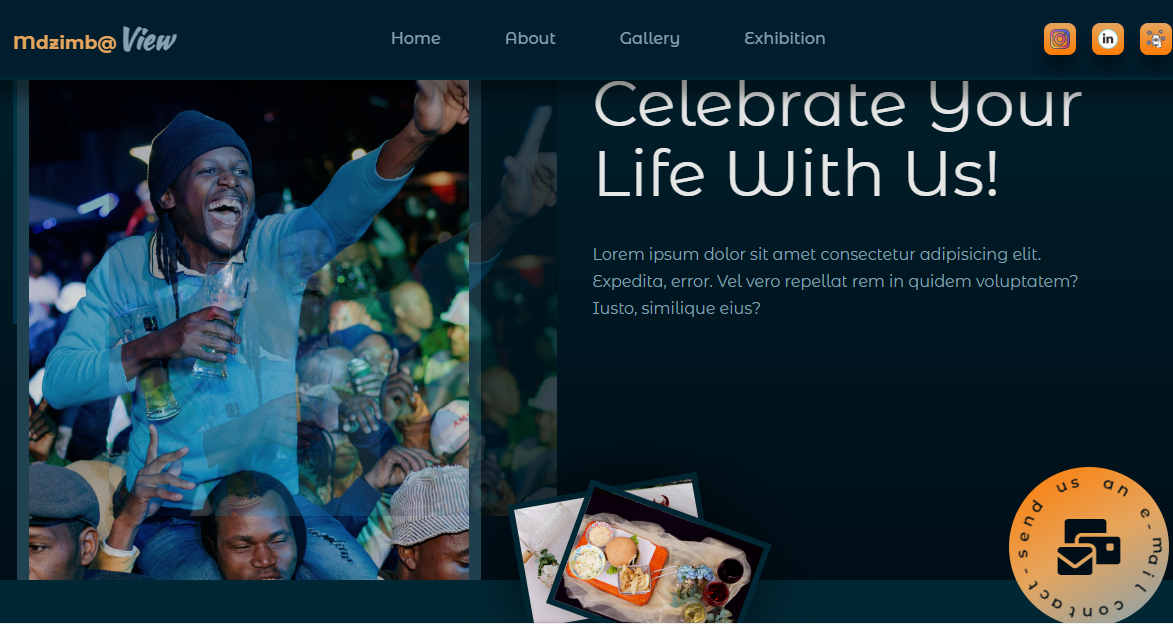 Mdzimb@ View
Home About Gallery Exhibition
in
Celebrate Your
Life With Us!
Lorem ipsum dolor sit amet consectetur adipisicing elit.
Expedita, error. Vel vero repellat rem in quidem voluptatem?
Iusto, similique eius?
send us an e-mail contact-